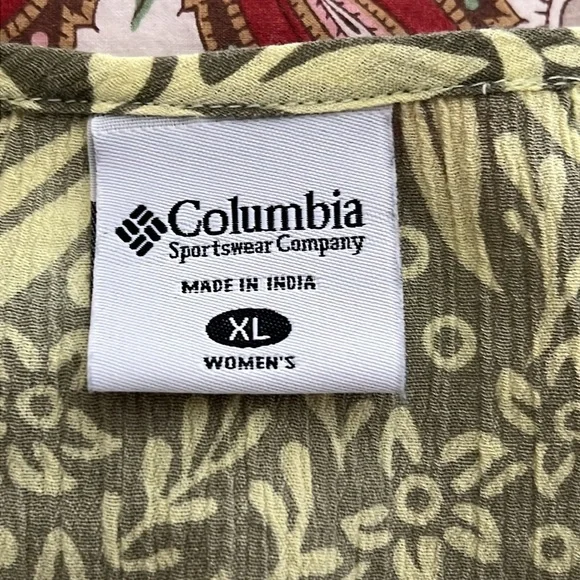 Columbia
Sportswear Company
MADE IN INDIA
XL
WOMEN'S